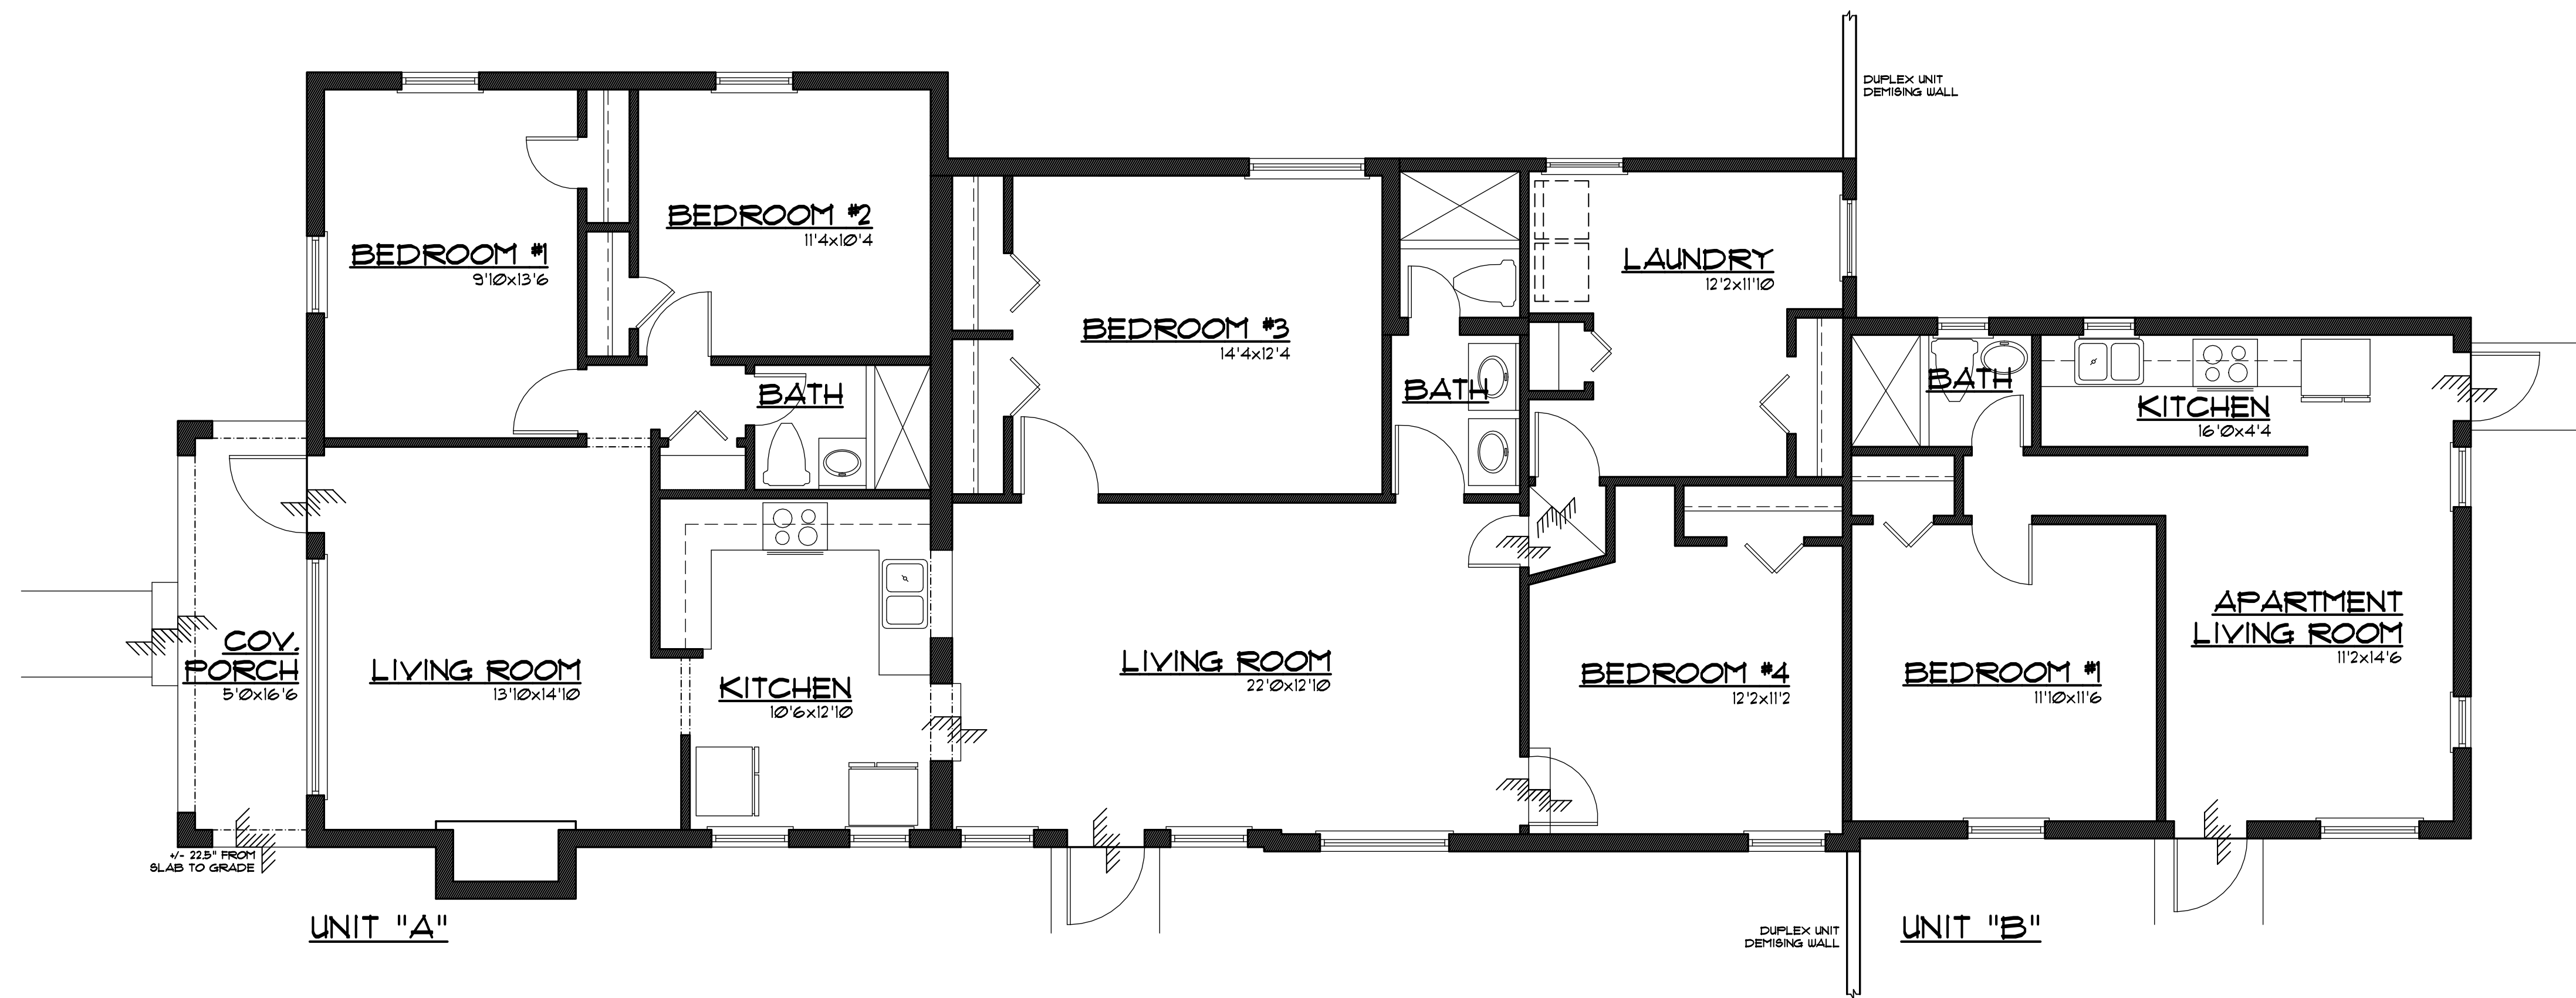 DUPLEX UNIT
DEMISING WALL
BEDROOM #1
9'10x13'6
BEDROOM #2
11'4x10'4
BEDROOM #3
14'4x12'4
LAUNDRY
12'2x11'10
BATH
BATH
BATH
KITCHEN
16'0x4'4
COV.
PORCH
5'0x16'6
LIVING ROOM
13'10x14'10
KITCHEN
10'6x12'10
LIVING ROOM
22'0x12'10
BEDROOM #4
12'2x11'2
BEDROOM #1
11'10x11'6
APARTMENT
LIVING ROOM
11'2x14'6
+/- 22.5" FROM
SLAB TO GRADE
UNIT "A"
DUPLEX UNIT
DEMISING WALL
UNIT "B"